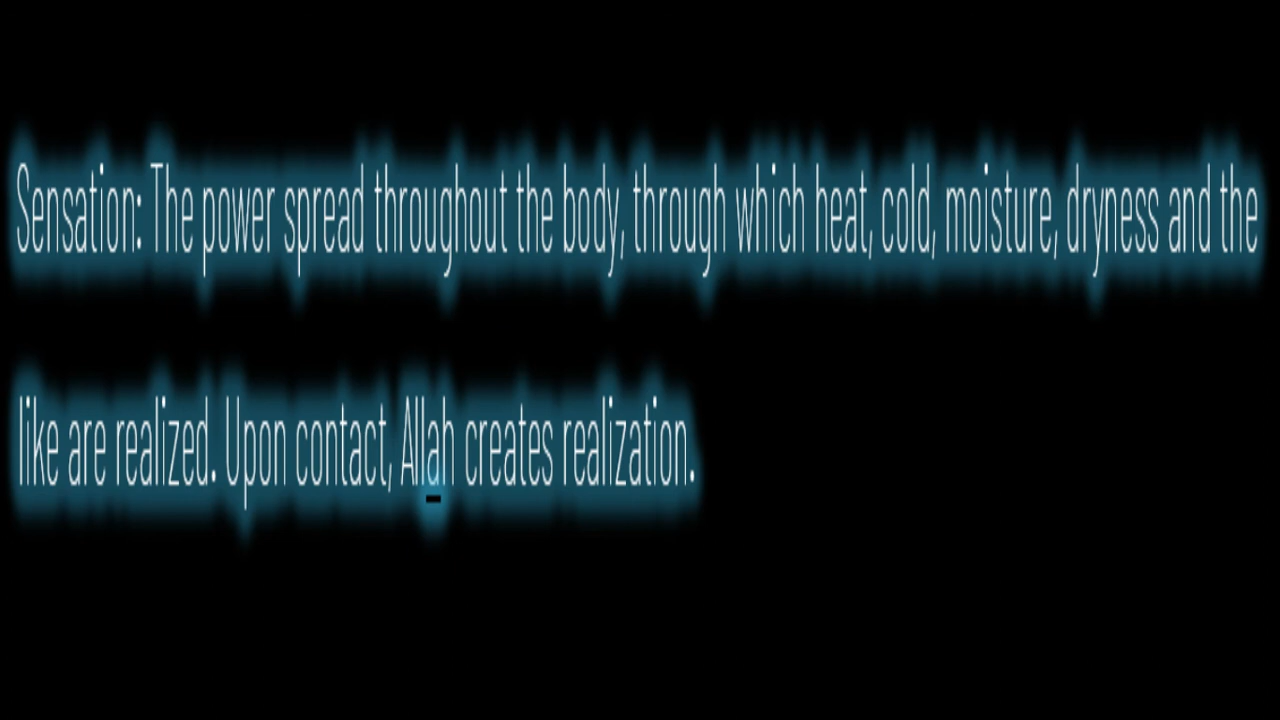 Sensation: The power spread throughout the body, through which heat, cold, moisture, dryness and the
like are realized. Upon contact, Allah creates realization.